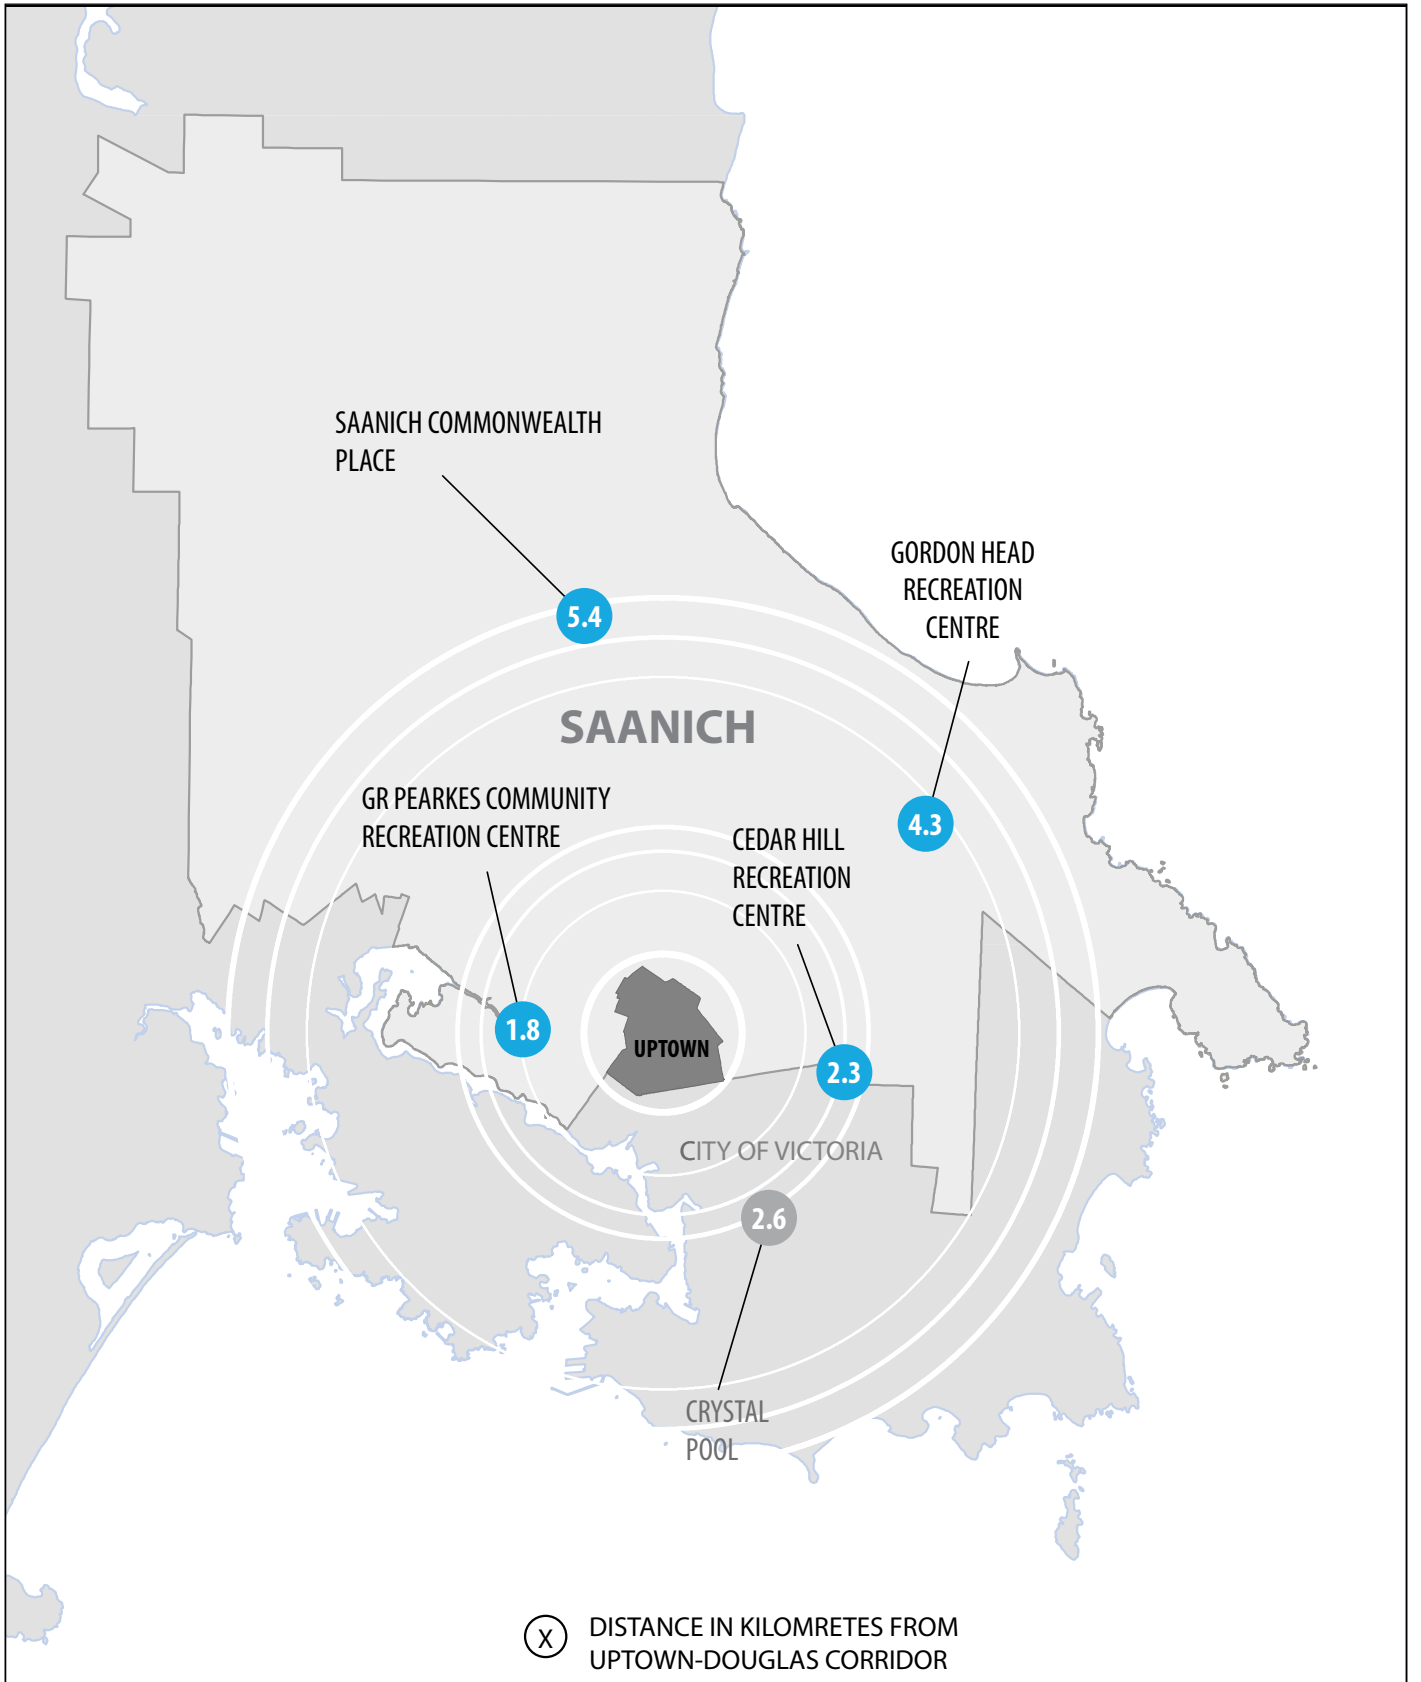 SAANICH COMMONWEALTH
PLACE
5.4
GORDON HEAD
RECREATION
CENTRE
SAANICH
GR PEARKES COMMUNITY
RECREATION CENTRE
4.3
CEDAR HILL
RECREATION
CENTRE
1.8
UPTOWN
2.3
CITY OF VICTORIA
2.6
CRYSTAL
POOL
X
DISTANCE IN KILOMRETES FROM
UPTOWN-DOUGLAS CORRIDOR